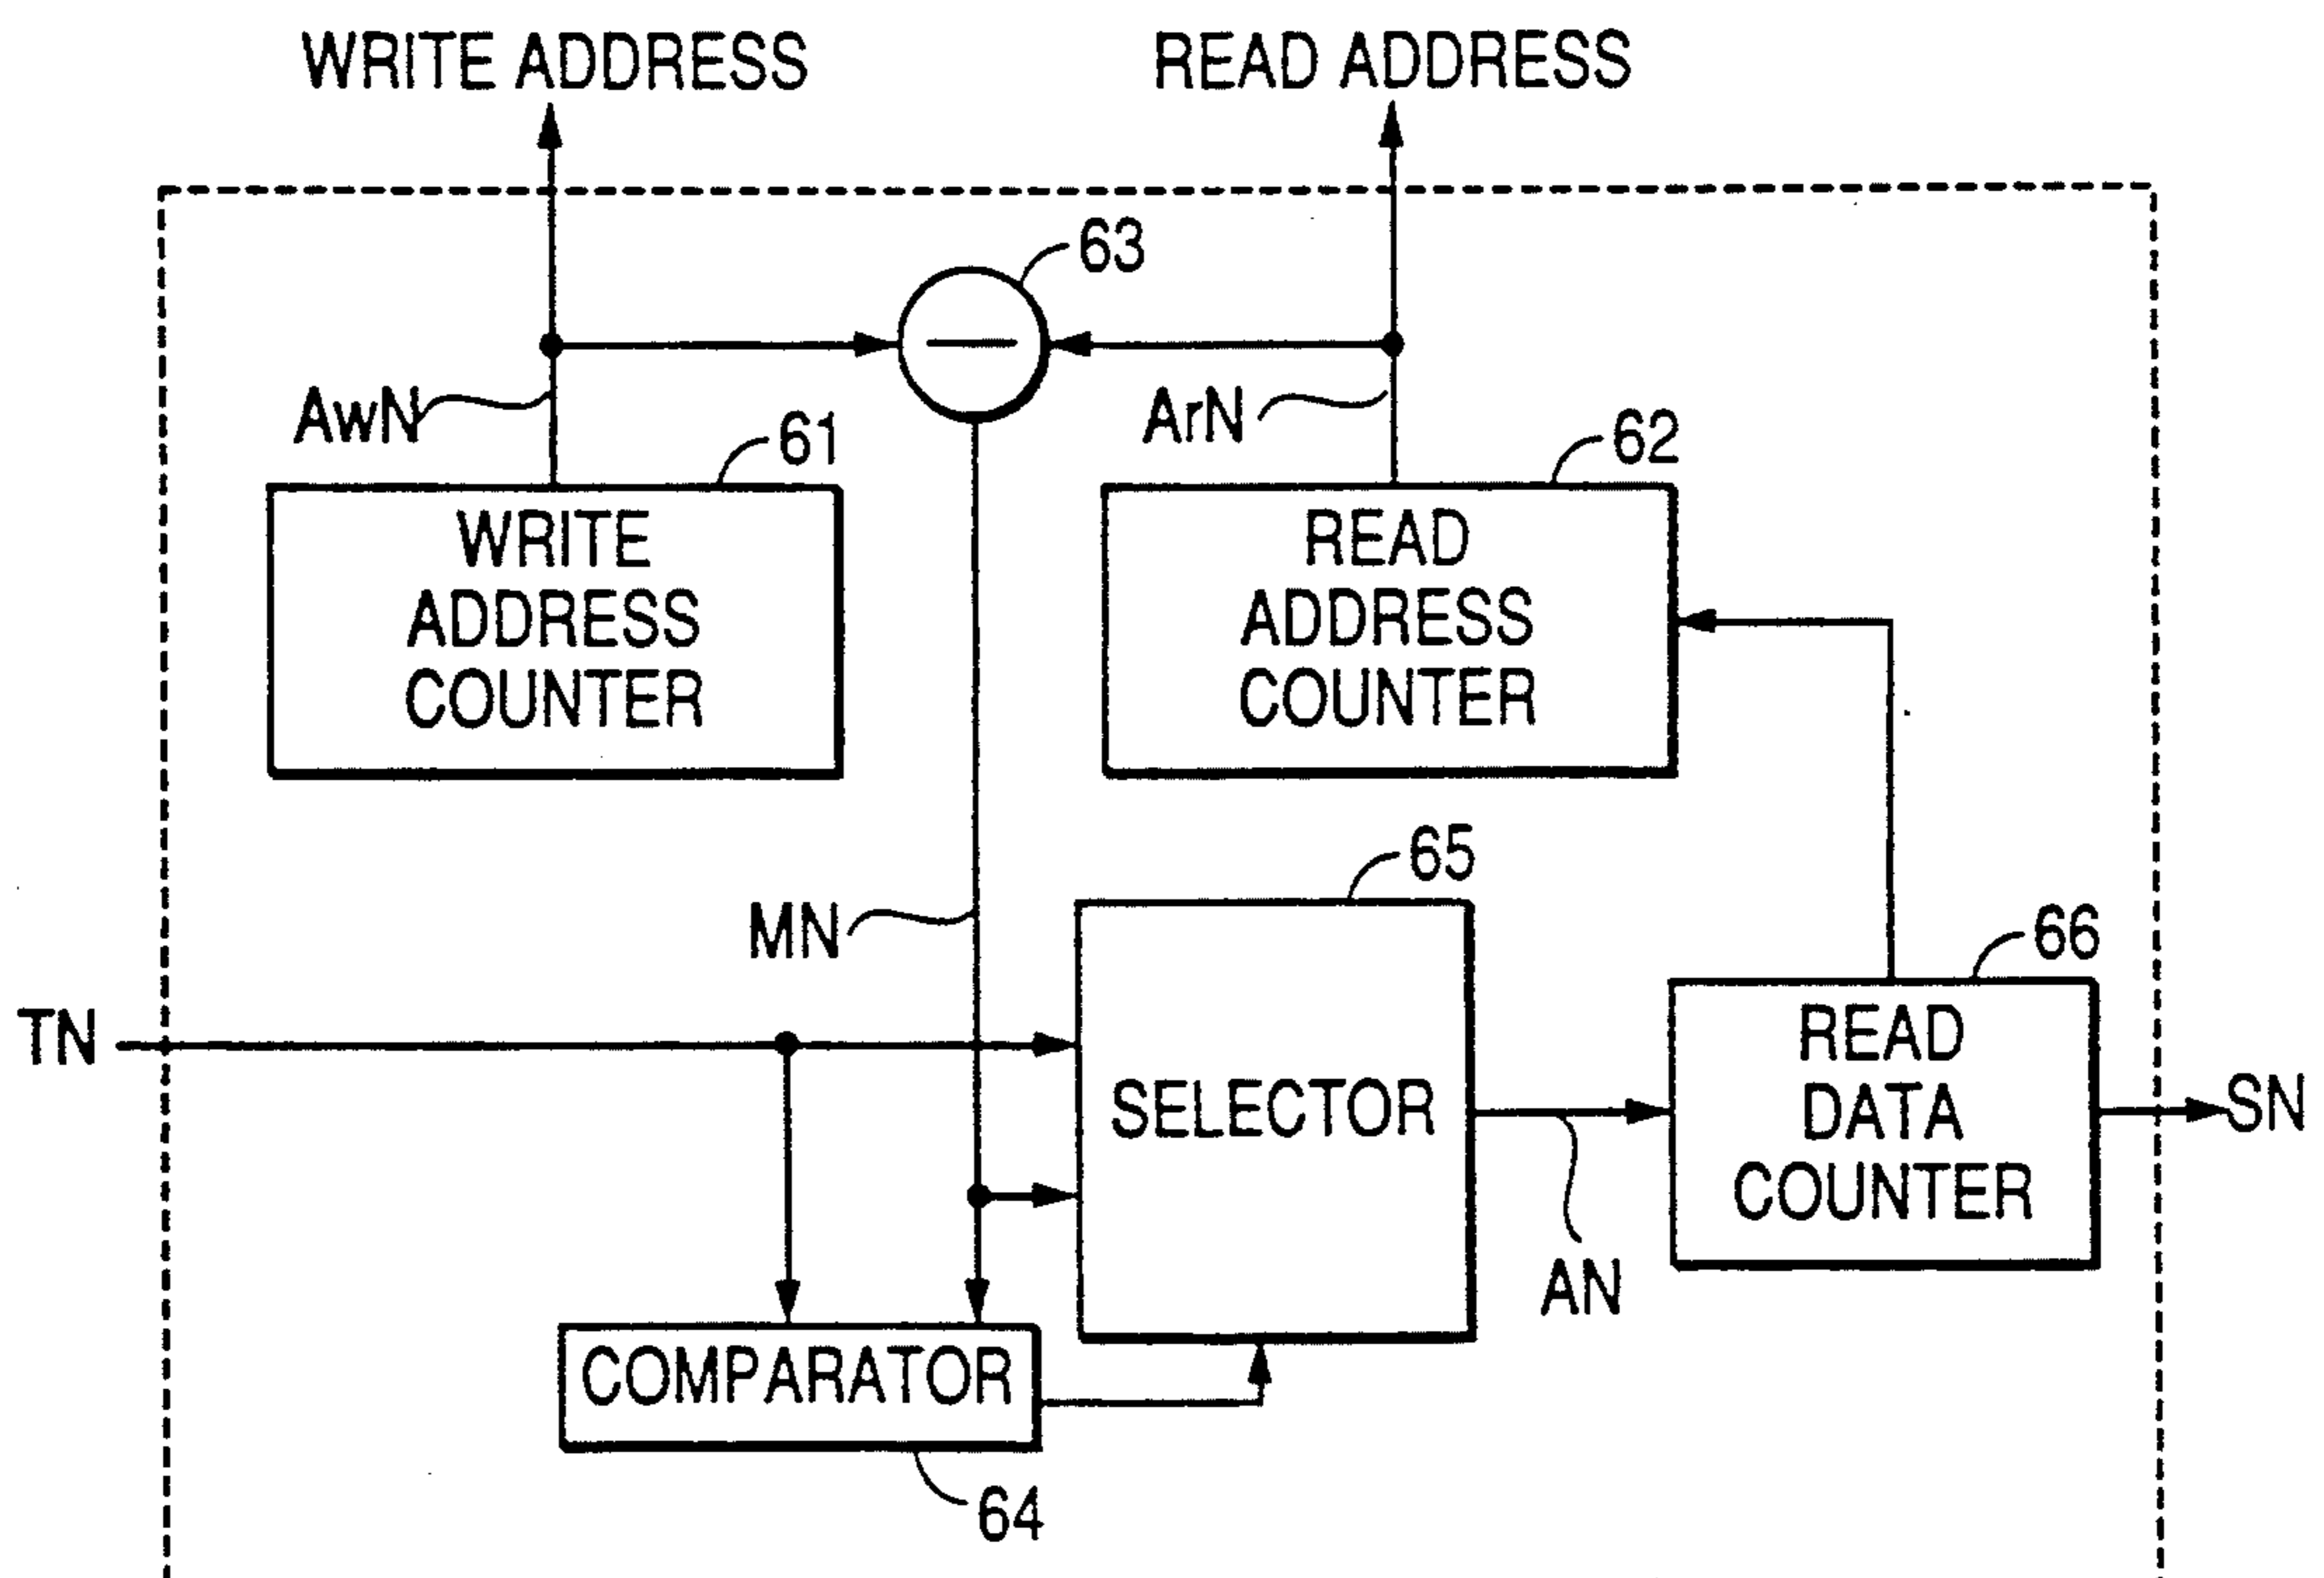 WRITE ADDRESS
READ ADDRESS
63
AwN
ArN
61
62
WRITE
ADDRESS
COUNTER
READ
ADDRESS
COUNTER
65
MN
66
TN
SELECTOR
READ
DATA
COUNTER
SN
AN
COMPARATOR
64